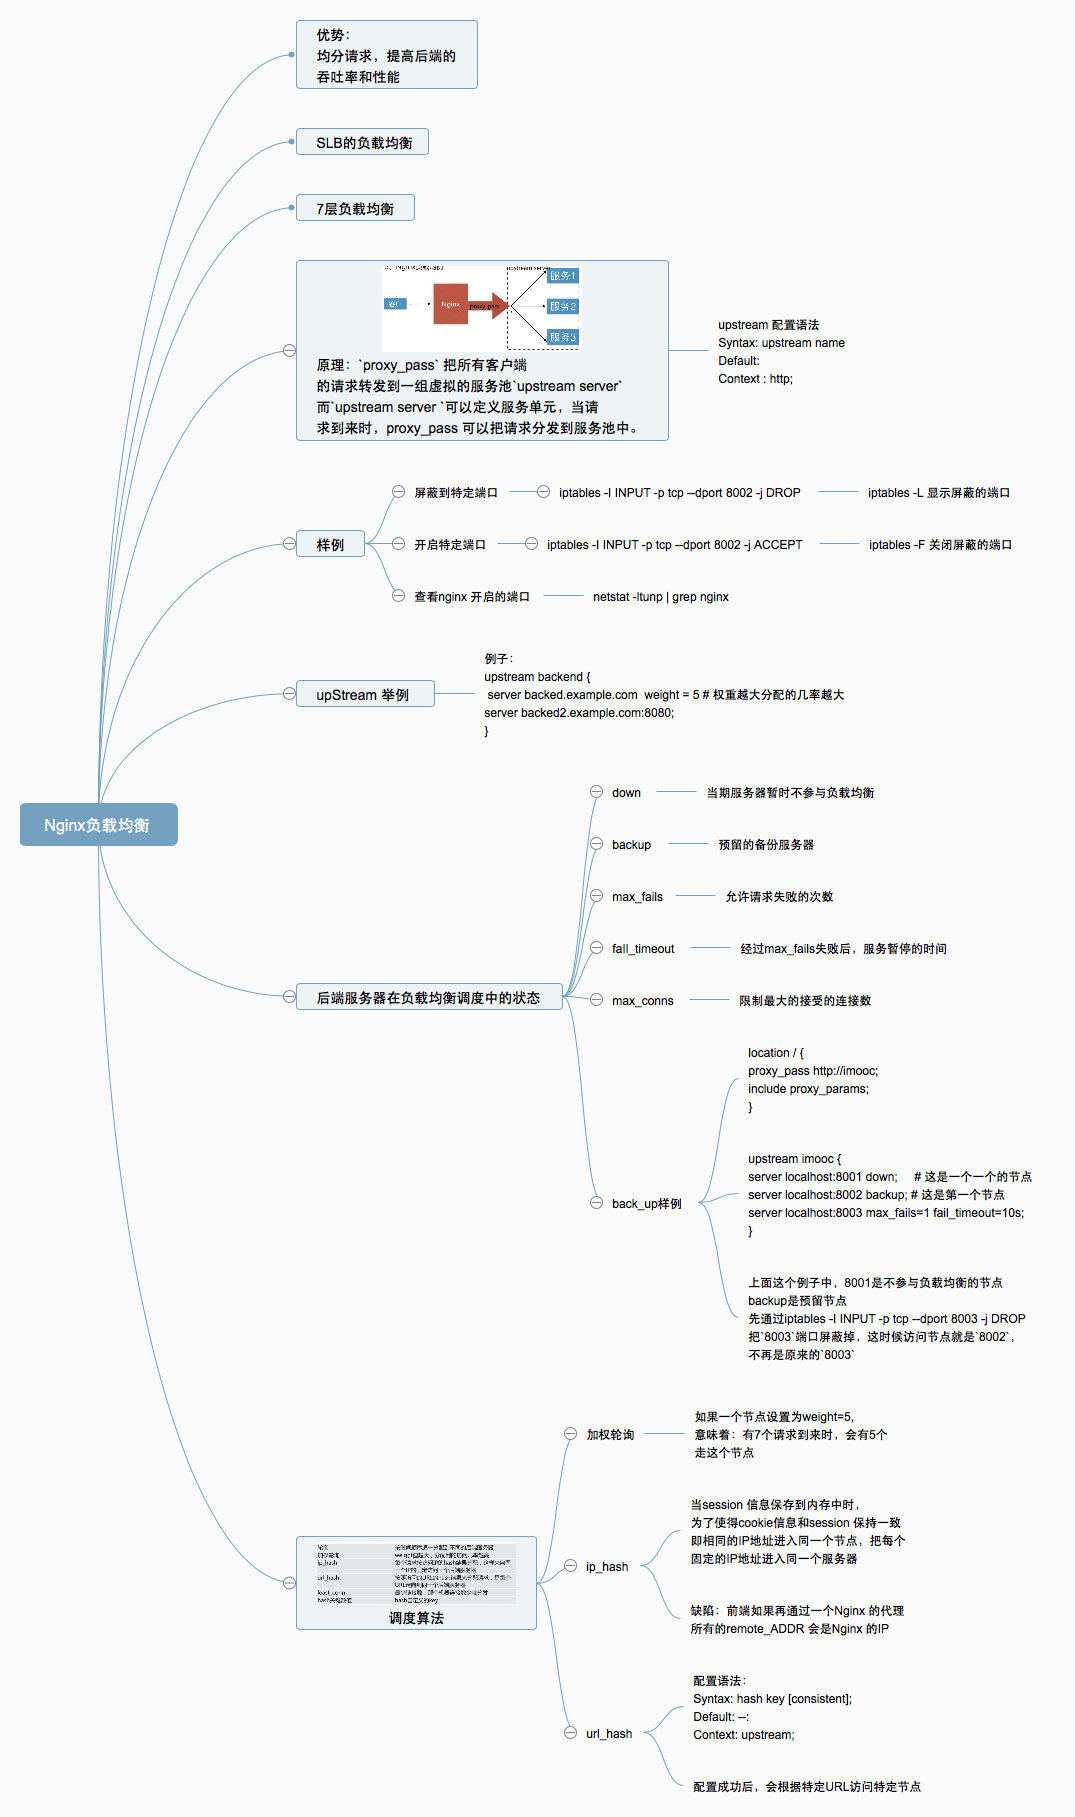 优势：
均分请求，提高后端的
吞吐率和性能
SLB的负载均衡
7层负载均衡
upstream server
服务1
服务2
服务3
Nginx
proxy_pass
原理：`proxy_pass` 把所有客户端
的请求转发到一组虚拟的服务池`upstream server`
而`upstream server `可以定义服务单元，当请
求到来时，proxy_pass 可以把请求分发到服务池中。
upstream 配置语法
Syntax: upstream name
Default:
Context : http;
样例
屏蔽到特定端口
iptables -I INPUT -p tcp --dport 8002 -j DROP
iptables -L 显示屏蔽的端口
开启特定端口
iptables -I INPUT -p tcp --dport 8002 -j ACCEPT
iptables -F 关闭屏蔽的端口
查看nginx 开启的端口
netstat -ltunp | grep nginx
upStream 举例
例子：
upstream backend {
server backed.example.com  weight = 5 # 权重越大分配的几率越大
server backed2.example.com:8080;
}
Nginx负载均衡
后端服务器在负载均衡调度中的状态
down
当期服务器暂时不参与负载均衡
backup
预留的备份服务器
max_fails
允许请求失败的次数
fall_timeout
经过max_fails失败后，服务暂停的时间
max_conns
限制最大的接受的连接数
back_up样例
location / {
proxy_pass http://imooc;
include proxy_params;
}
upstream imooc {
server localhost:8001 down;     # 这是一个一个的节点
server localhost:8002 backup; # 这是第一个节点
server localhost:8003 max_fails=1 fail_timeout=10s;
}
上面这个例子中，8001是不参与负载均衡的节点
backup是预留节点
先通过iptables -I INPUT -p tcp --dport 8003 -j DROP
把`8003`端口屏蔽掉，这时候访问节点就是`8002`，
不再是原来的`8003`
调度算法
ip_hash
url_hash
least_conn
加权轮询
如果一个节点设置为weight=5,
意味着：有7个请求到来时，会有5个
走这个节点
ip_hash
当session 信息保存到内存中时，
为了使得cookie信息和session 保持一致
即相同的IP地址进入同一个节点，把每个
固定的IP地址进入同一个服务器
缺陷：前端如果再通过一个Nginx 的代理
所有的remote_ADDR 会是Nginx 的IP
url_hash
配置语法：
Syntax: hash key [consistent];
Default: --:
Context: upstream;
配置成功后，会根据特定URL访问特定节点